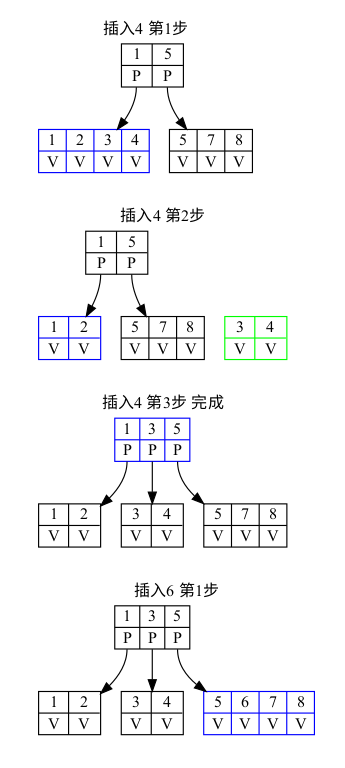 插入4 第1步
1 5
P P
1 2 3 4 5 7 8
V V V V V V V
插入4 第2步
1 5
P P
1 2 5 7 8 3 4
V V V V V V V
插入4 第3步 完成
1 3 5
P P P
1 2 3 4 5 7 8
V V V V V V V
插入6 第1步
1 3 5
P P P
1 2 3 4 5 6 7 8
V V V V V V V V